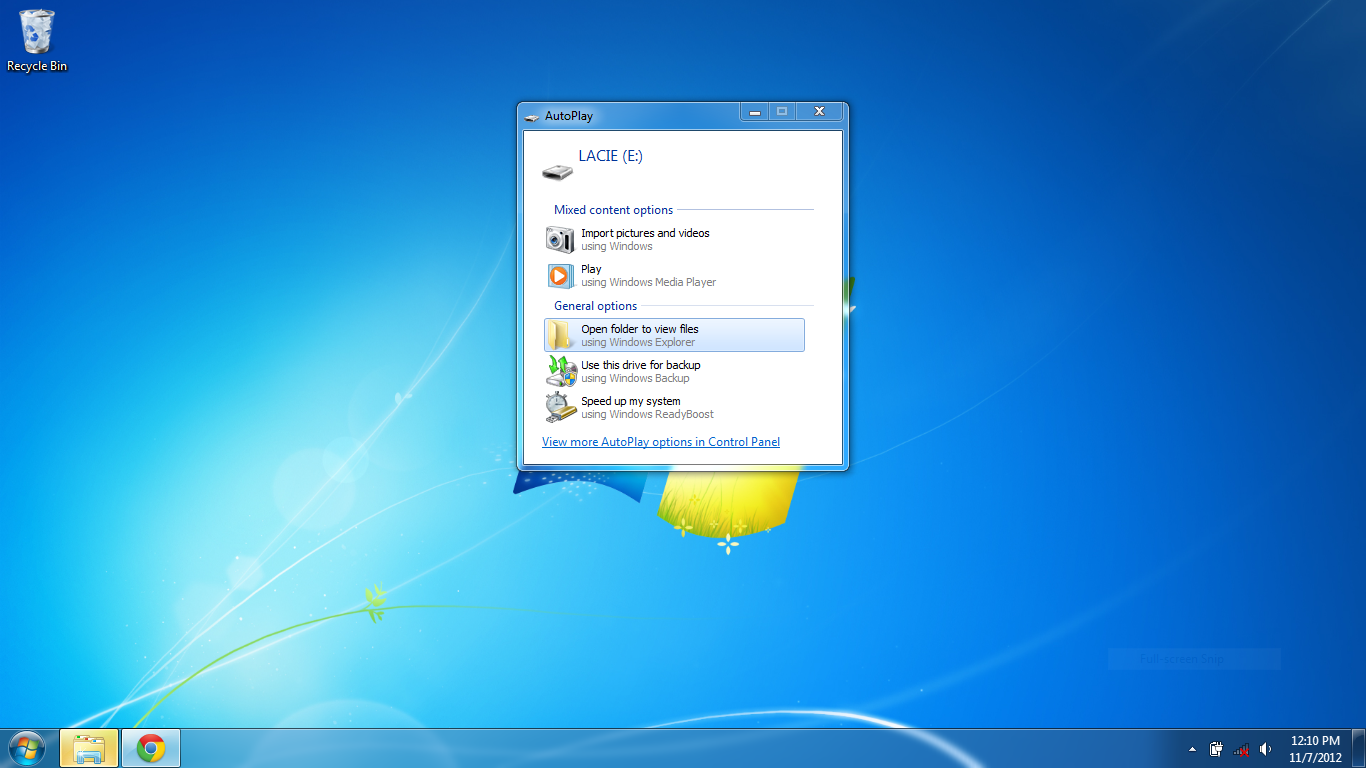 Recycle Bin
AutoPlay
LACIE (E:)
Mixed content options
Import pictures and videos
using Windows
Play
using Windows Media Player
General options
Open folder to view files
using Windows Explorer
Use this drive for backup
using Windows Backup
Speed up my system
using Windows ReadyBoost
View more AutoPlay options in Control Panel
Full-screen Snip
12:10 PM
11/7/2012